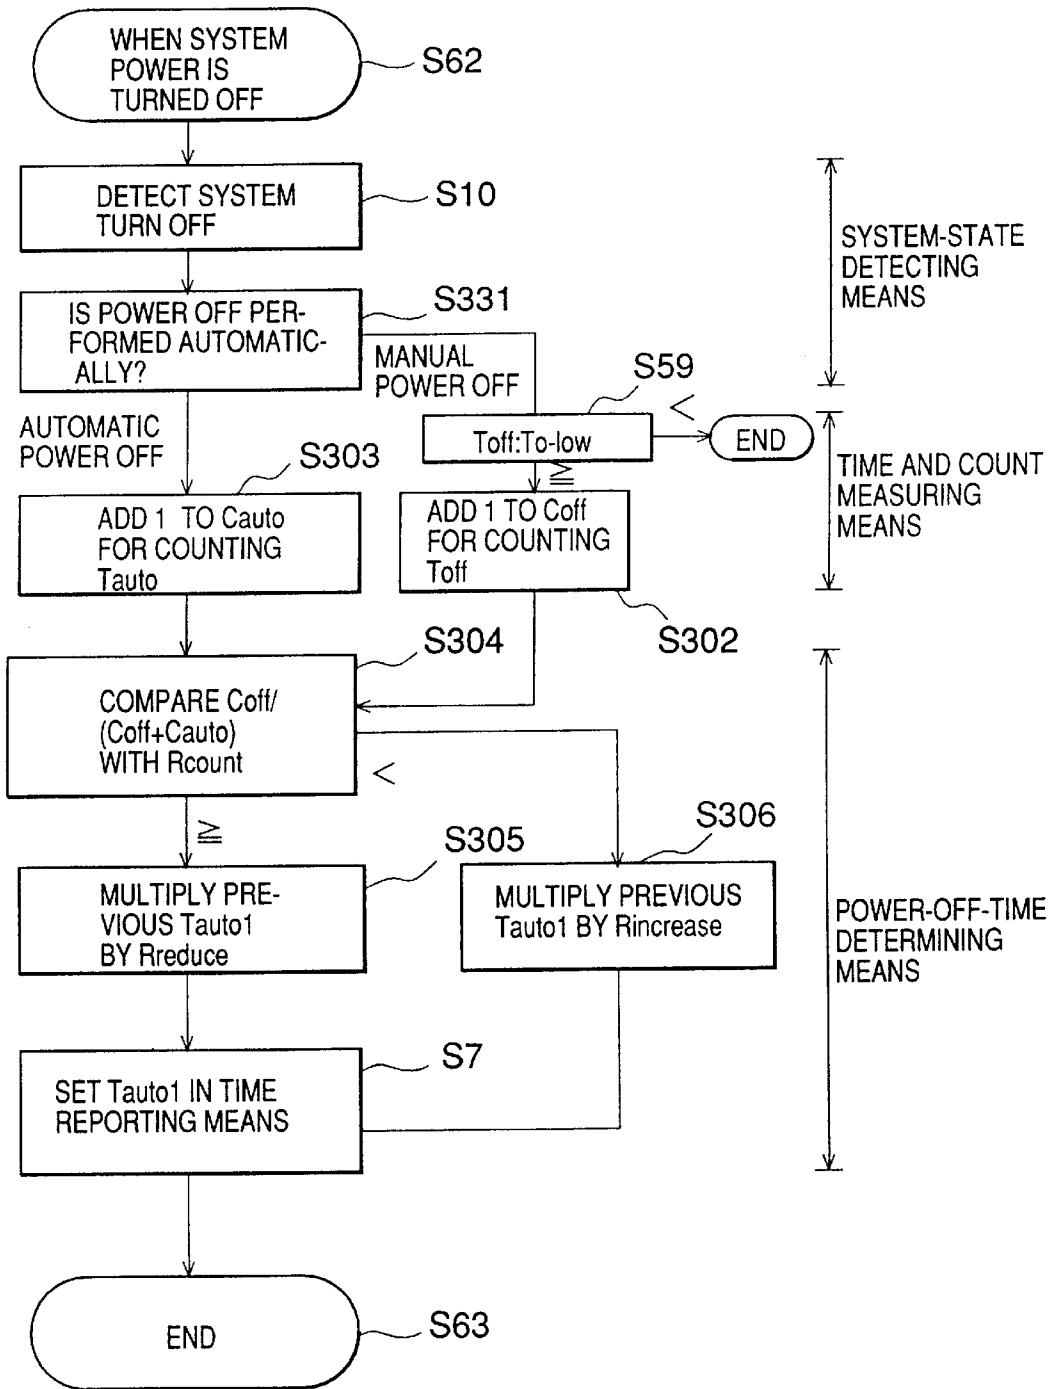 WHEN SYSTEM
POWER IS
TURNED OFF
S62
DETECT SYSTEM
TURN OFF
S10
IS POWER OFF PER-
FORMED AUTOMATIC-
ALLY?
S331
MANUAL
POWER OFF
AUTOMATIC
POWER OFF
SYSTEM-STATE
DETECTING
MEANS
S59
Toff:To-low
<
END
≧
S303
ADD 1 TO Cauto
FOR COUNTING
Tauto
ADD 1 TO Coff
FOR COUNTING
Toff
S302
TIME AND COUNT
MEASURING
MEANS
S304
COMPARE Coff/
(Coff+Cauto)
WITH Rcount
<
≧
S305
MULTIPLY PRE-
VIOUS Tauto1
BY Rreduce
S306
MULTIPLY PREVIOUS
Tauto1 BY Rincrease
POWER-OFF-TIME
DETERMINING
MEANS
S7
SET Tauto1 IN TIME
REPORTING MEANS
END
S63